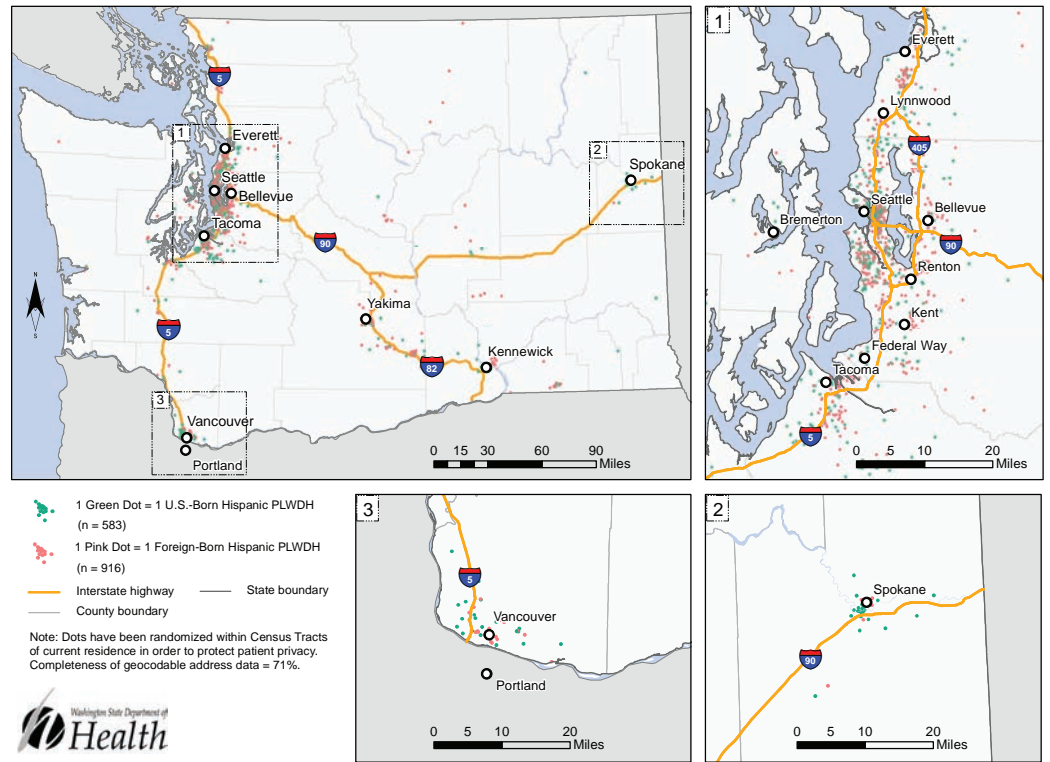 5
1
Everett
Seattle
Bellevue
Tacoma
2
Spokane
90
N
S
Yakima
5
82
Kennewick
3
Vancouver
Portland
0 15 30 60 90
Miles
1
Everett
Lynnwood
405
Seattle
Bellevue
Bremerton
90
Renton
Kent
Federal Way
Tacoma
5
0 5 10 20
Miles
1 Green Dot = 1 U.S.-Born Hispanic PLWDH
(n = 583)
1 Pink Dot = 1 Foreign-Born Hispanic PLWDH
(n = 916)
Interstate highway State boundary
County boundary
Note: Dots have been randomized within Census Tracts
of current residence in order to protect patient privacy.
Completeness of geocodable address data = 71%.
Washington State Department of
Health
3
5
Vancouver
Portland
0 5 10 20
Miles
2
Spokane
90
0 5 10 20
Miles